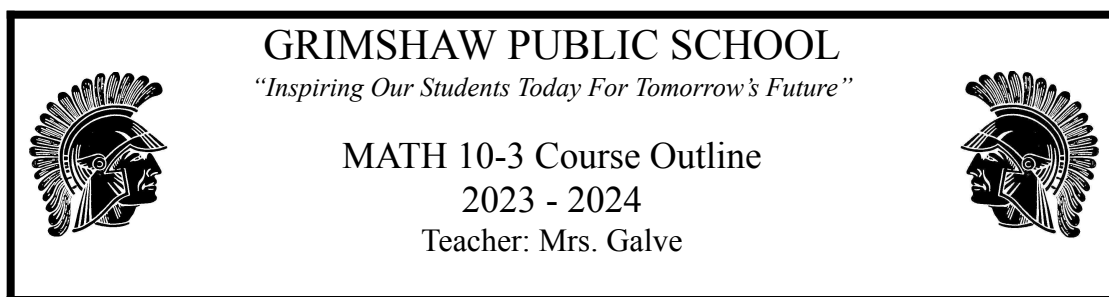 GRIMSHAW PUBLIC SCHOOL
“Inspiring Our Students Today For Tomorrow’s Future”
MATH 10-3 Course Outline
2023 - 2024
Teacher: Mrs. Galve